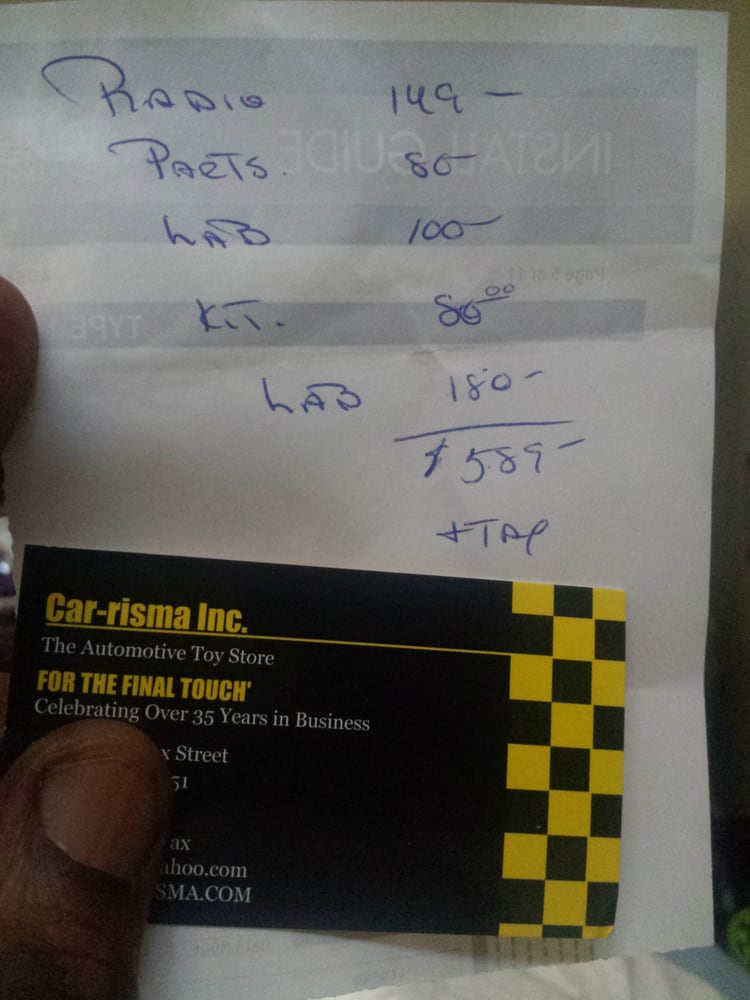 RADIO 149 —
INSTALL GUIDE
PARTS. 80 —
LAB 100 —
Page 5 of 11
KIT. 80 00
TYPE
LAB 180 -
$ 589 -
+ TAX
Car-risma Inc.
The Automotive Toy Store
FOR THE FINAL TOUCH'
Celebrating Over 35 Years in Business
x Street
51
ax
ahoo.com
SMA.COM